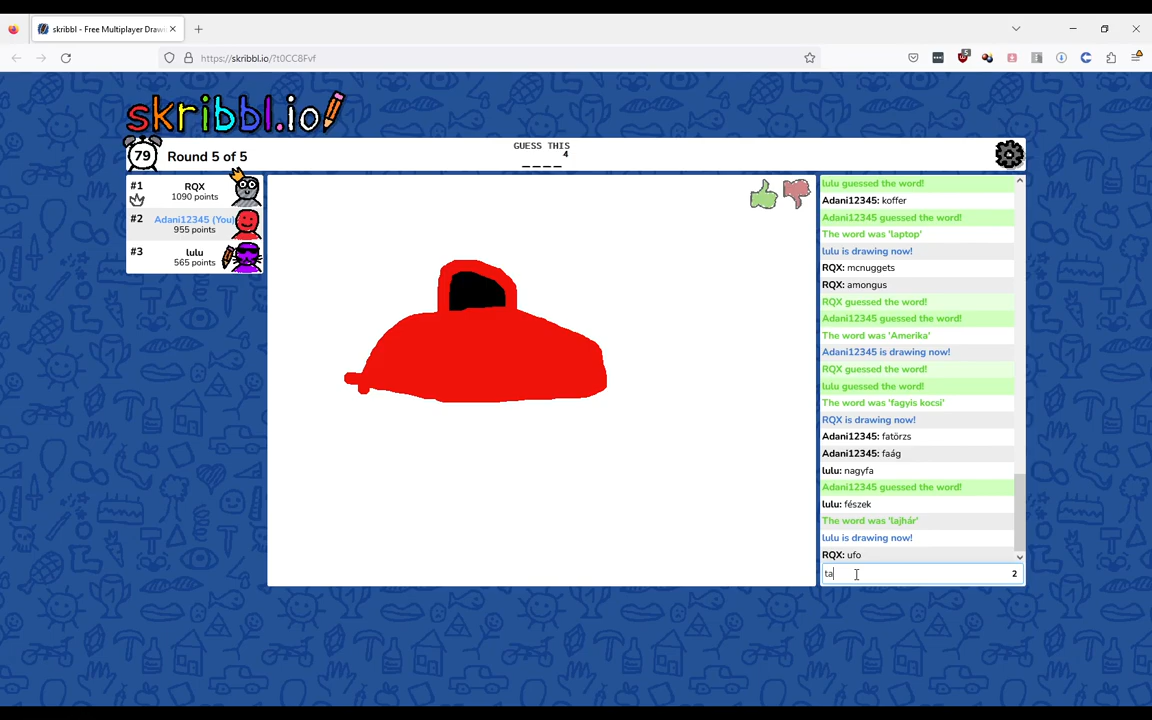 skribbl - Free Multiplayer Drawi
https://skribbl.io/?t0CC8Fvf
5
skribbl.io
79
Round 5 of 5
GUESS THIS
____ 4
#1
RQX
1090 points
#2
Adani12345 (You)
955 points
#3
lulu
565 points
lulu guessed the word!
Adani12345: koffer
Adani12345 guessed the word!
The word was 'laptop'
lulu is drawing now!
RQX: mcnuggets
RQX: amongus
RQX guessed the word!
Adani12345 guessed the word!
The word was 'Amerika'
Adani12345 is drawing now!
RQX guessed the word!
lulu guessed the word!
The word was 'fagyis kocsi'
RQX is drawing now!
Adani12345: fatörzs
Adani12345: faág
lulu: nagyfa
Adani12345 guessed the word!
lulu: fészek
The word was 'lajhár'
lulu is drawing now!
RQX: ufo
ta 2